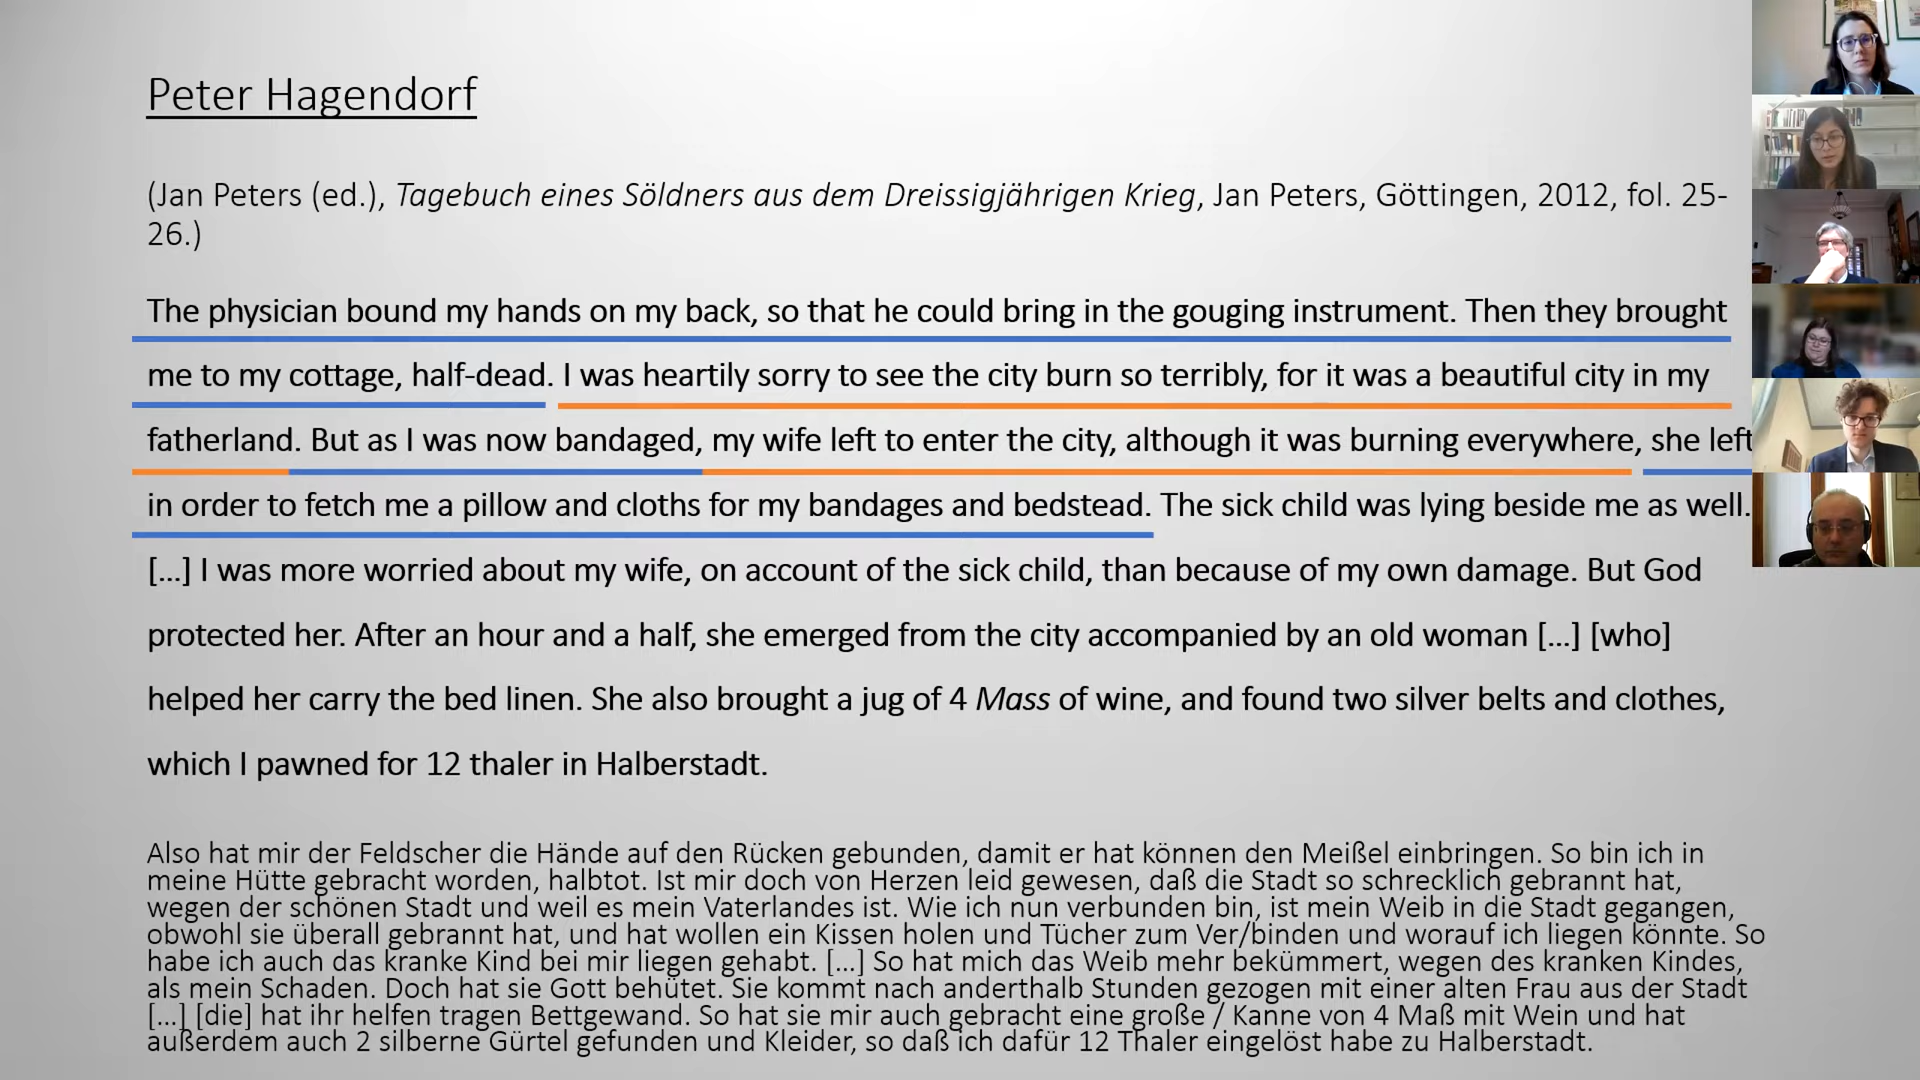 Peter Hagendorf
(Jan Peters (ed.), Tagebuch eines Söldners aus dem Dreissigjährigen Krieg, Jan Peters, Göttingen, 2012, fol. 25-
26.)
The physician bound my hands on my back, so that he could bring in the gouging instrument. Then they brought
me to my cottage, half-dead. I was heartily sorry to see the city burn so terribly, for it was a beautiful city in my
fatherland. But as I was now bandaged, my wife left to enter the city, although it was burning everywhere, she left
in order to fetch me a pillow and cloths for my bandages and bedstead. The sick child was lying beside me as well.
[...] I was more worried about my wife, on account of the sick child, than because of my own damage. But God
protected her. After an hour and a half, she emerged from the city accompanied by an old woman [...] [who]
helped her carry the bed linen. She also brought a jug of 4 Mass of wine, and found two silver belts and clothes,
which I pawned for 12 thaler in Halberstadt.
Also hat mir der Feldscher die Hände auf den Rücken gebunden, damit er hat können den Meißel einbringen. So bin ich in
meine Hütte gebracht worden, halbtot. Ist mir doch von Herzen leid gewesen, daß die Stadt so schrecklich gebrannt hat,
wegen der schönen Stadt und weil es mein Vaterlandes ist. Wie ich nun verbunden bin, ist mein Weib in die Stadt gegangen,
obwohl sie überall gebrannt hat, und hat wollen ein Kissen holen und Tücher zum Ver/binden und worauf ich liegen könnte. So
habe ich auch das kranke Kind bei mir liegen gehabt. [...] So hat mich das Weib mehr bekümmert, wegen des kranken Kindes,
als mein Schaden. Doch hat sie Gott behütet. Sie kommt nach anderthalb Stunden gezogen mit einer alten Frau aus der Stadt
[...] [die] hat ihr helfen tragen Bettgewand. So hat sie mir auch gebracht eine große / Kanne von 4 Maß mit Wein und hat
außerdem auch 2 silberne Gürtel gefunden und Kleider, so daß ich dafür 12 Thaler eingelöst habe zu Halberstadt.